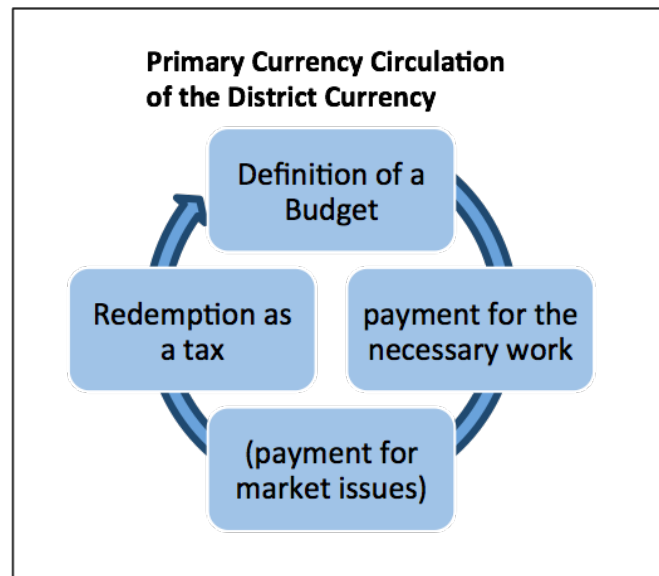 Primary Currency Circulation
of the District Currency
Definition of a
Budget
payment for the
necessary work
(payment for
market issues)
Redemption as
a tax